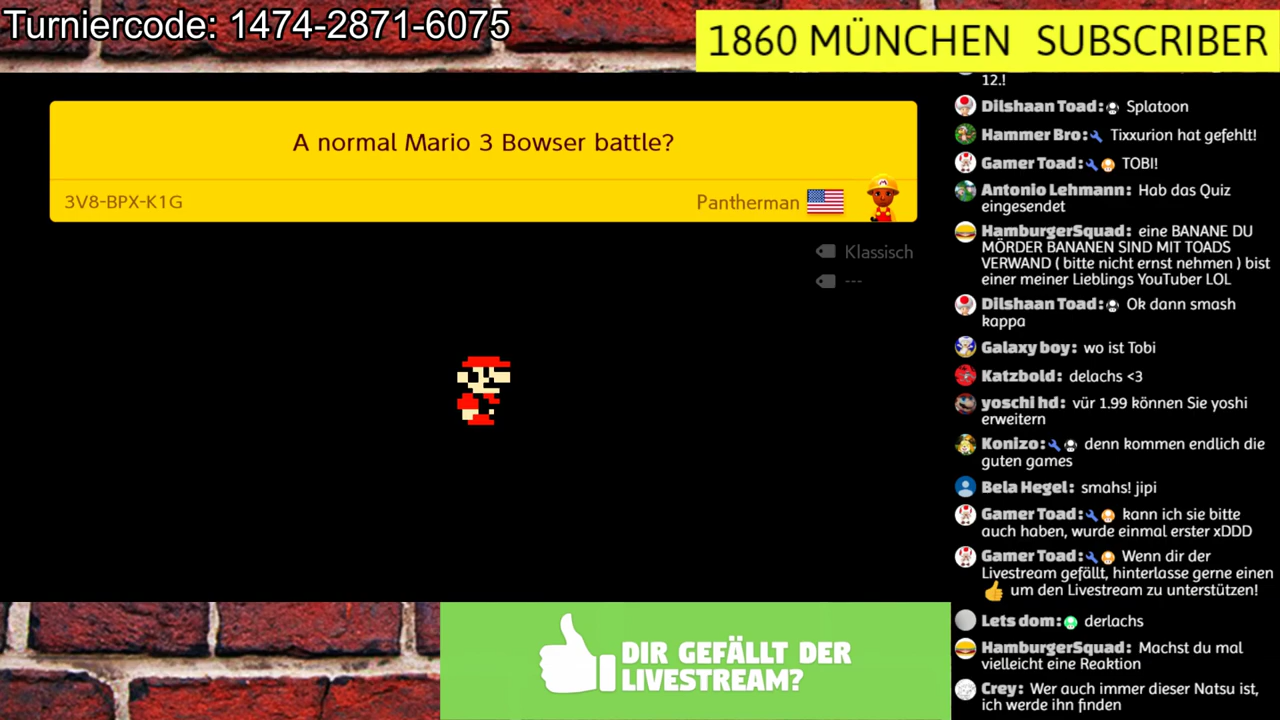 Turniercode: 1474-2871-6075
1860 MÜNCHEN SUBSCRIBER
A normal Mario 3 Bowser battle?
3V8-BPX-K1G
Pantherman
Klassisch
---
12.!
Dilshaan Toad: Splatoon
Hammer Bro: Tixxurion hat gefehlt!
Gamer Toad: TOBI!
Antonio Lehmann: Hab das Quiz
eingesendet
HamburgerSquad: eine BANANE DU
MÖRDER BANANEN SIND MIT TOADS
VERWAND ( bitte nicht ernst nehmen ) bist
einer meiner Lieblings YouTuber LOL
Dilshaan Toad: Ok dann smash
kappa
Galaxy boy: wo ist Tobi
Katzbold: delachs <3
yoschi hd: vür 1.99 können Sie yoshi
erweitern
Konizo: denn kommen endlich die
guten games
Bela Hegel: smahs! jipi
Gamer Toad: kann ich sie bitte
auch haben, wurde einmal erster xDDD
Gamer Toad: Wenn dir der
Livestream gefällt, hinterlasse gerne einen
👍 um den Livestream zu unterstützen!
Lets dom: derlachs
HamburgerSquad: Machst du mal
vielleicht eine Reaktion
Crey: Wer auch immer dieser Natsu ist,
ich werde ihn finden
DIR GEFÄLLT DER
LIVESTREAM?